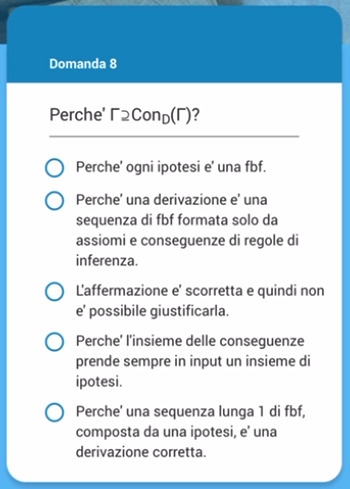 Domanda 8
Perche' Γ⊇Con_D(Γ)?
Perche' ogni ipotesi e' una fbf.
Perche' una derivazione e' una
sequenza di fbf formata solo da
assiomi e conseguenze di regole di
inferenza.
L'affermazione e' scorretta e quindi non
e' possibile giustificarla.
Perche' l'insieme delle conseguenze
prende sempre in input un insieme di
ipotesi.
Perche' una sequenza lunga 1 di fbf,
composta da una ipotesi, e' una
derivazione corretta.